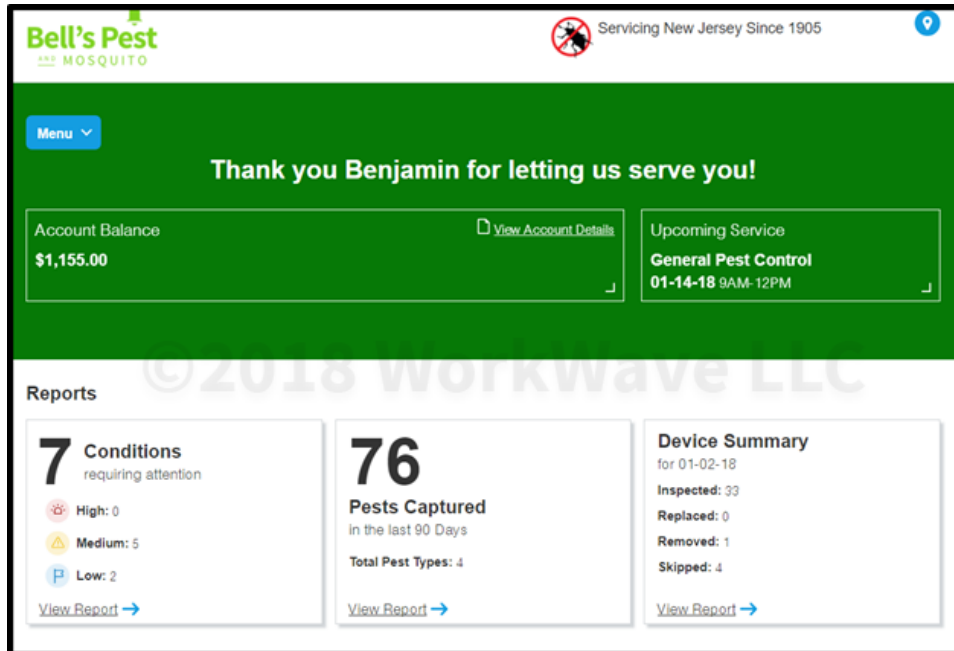 Bell's Pest
AND MOSQUITO
Servicing New Jersey Since 1905
Menu
Thank you Benjamin for letting us serve you!
Account Balance
View Account Details
$1,155.00
Upcoming Service
General Pest Control
01-14-18 9AM-12PM
©2018 WorkWave LLC
Reports
7 Conditions
requiring attention
High: 0
Medium: 5
Low: 2
View Report
76
Pests Captured
in the last 90 Days
Total Pest Types: 4
View Report
Device Summary
for 01-02-18
Inspected: 33
Replaced: 0
Removed: 1
Skipped: 4
View Report